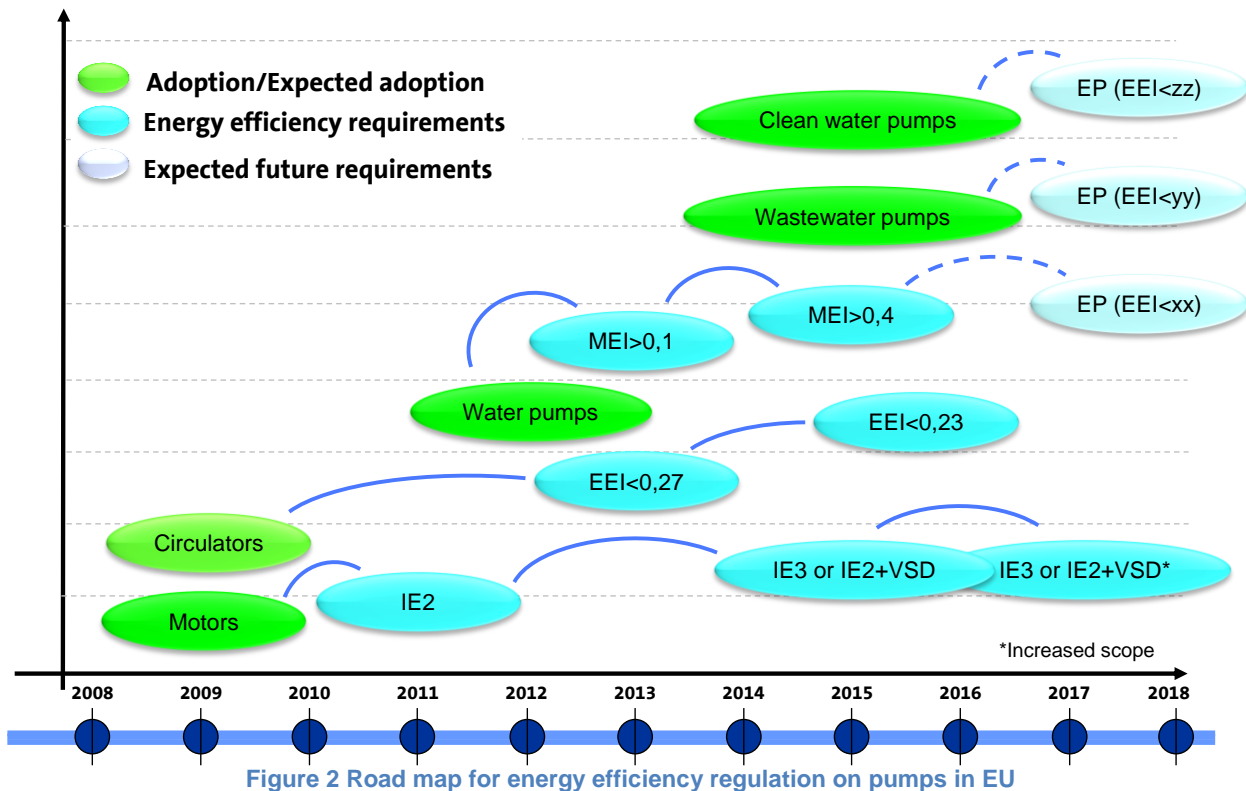 Adoption/Expected adoption
Energy efficiency requirements
Expected future requirements
EP (EEI<zz)
Clean water pumps
EP (EEI<yy)
Wastewater pumps
EP (EEI<xx)
MEI>0,4
MEI>0,1
Water pumps
EEI<0,23
EEI<0,27
Circulators
IE3 or IE2+VSD
IE3 or IE2+VSD*
IE2
Motors
*Increased scope
2008 2009 2010 2011 2012 2013 2014 2015 2016 2017 2018
Figure 2 Road map for energy efficiency regulation on pumps in EU